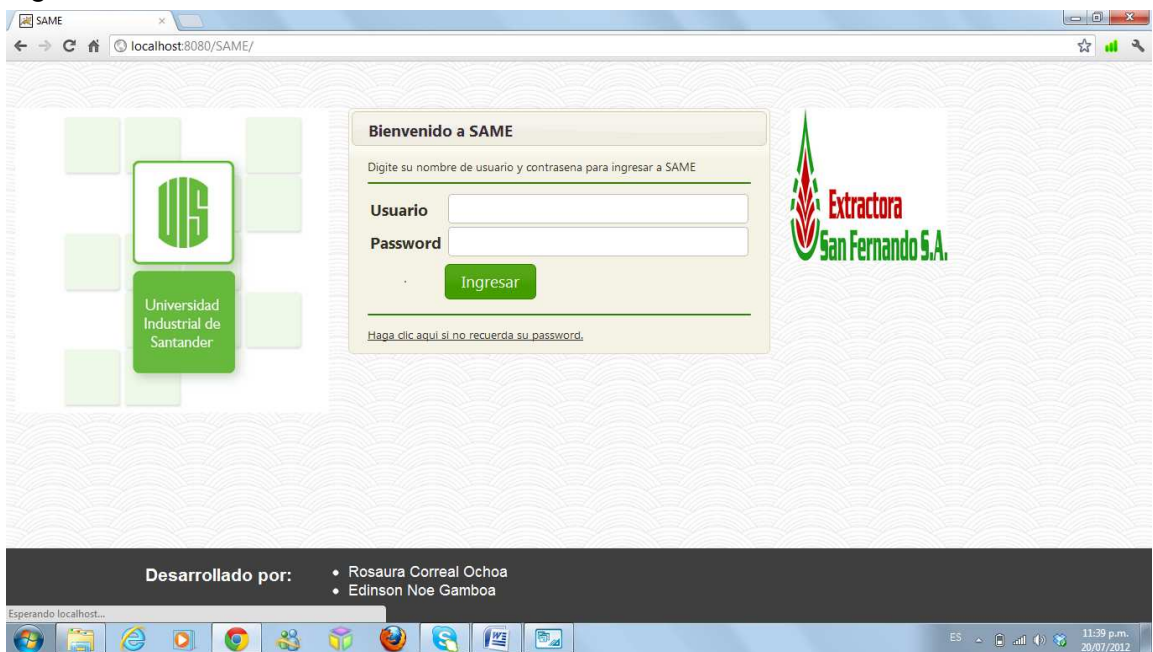 SAME
localhost:8080/SAME/
Bienvenido a SAME
Digite su nombre de usuario y contrasena para ingresar a SAME
Usuario
Password
Ingresar
Haga clic aqui si no recuerda su password.
UIS
Universidad
Industrial de
Santander
Extractora
San Fernando S.A.
Desarrollado por:
• Rosaura Correal Ochoa
• Edinson Noe Gamboa
Esperando localhost...
ES
11:39 p.m.
20/07/2012